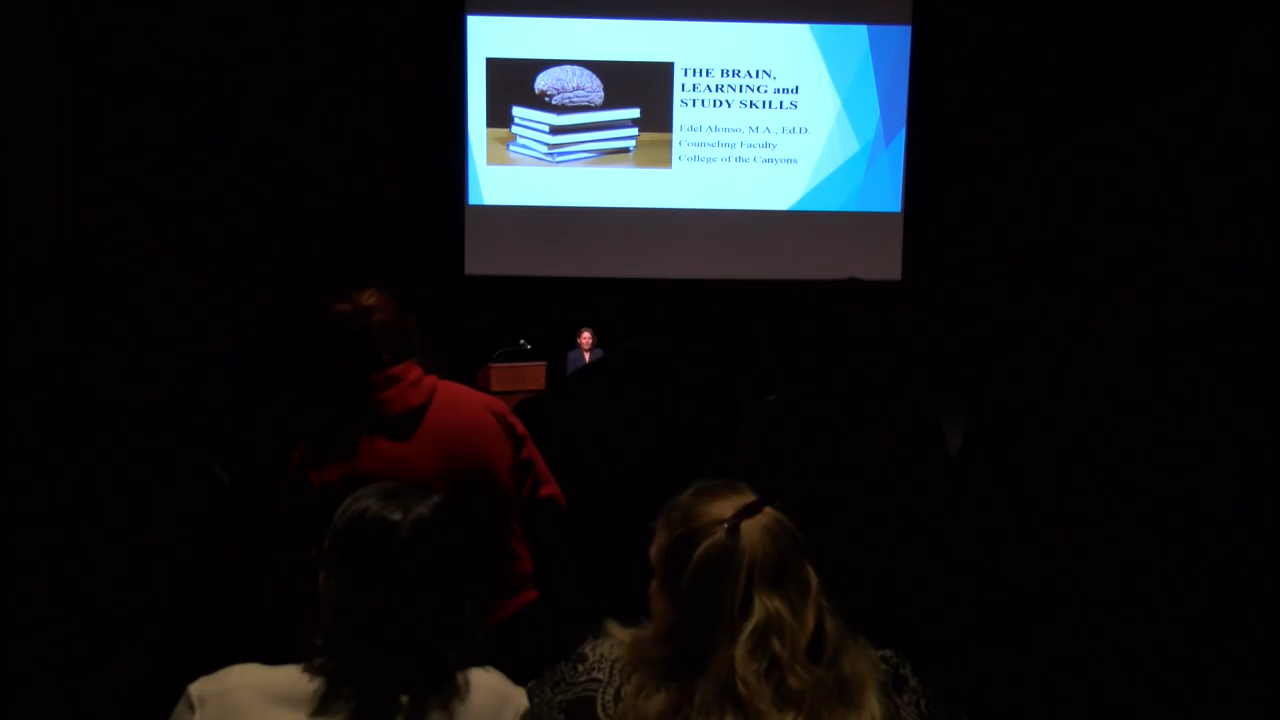 THE BRAIN,
LEARNING and
STUDY SKILLS
Edel Alonso, M.A., Ed.D.
Counseling Faculty
College of the Canyons